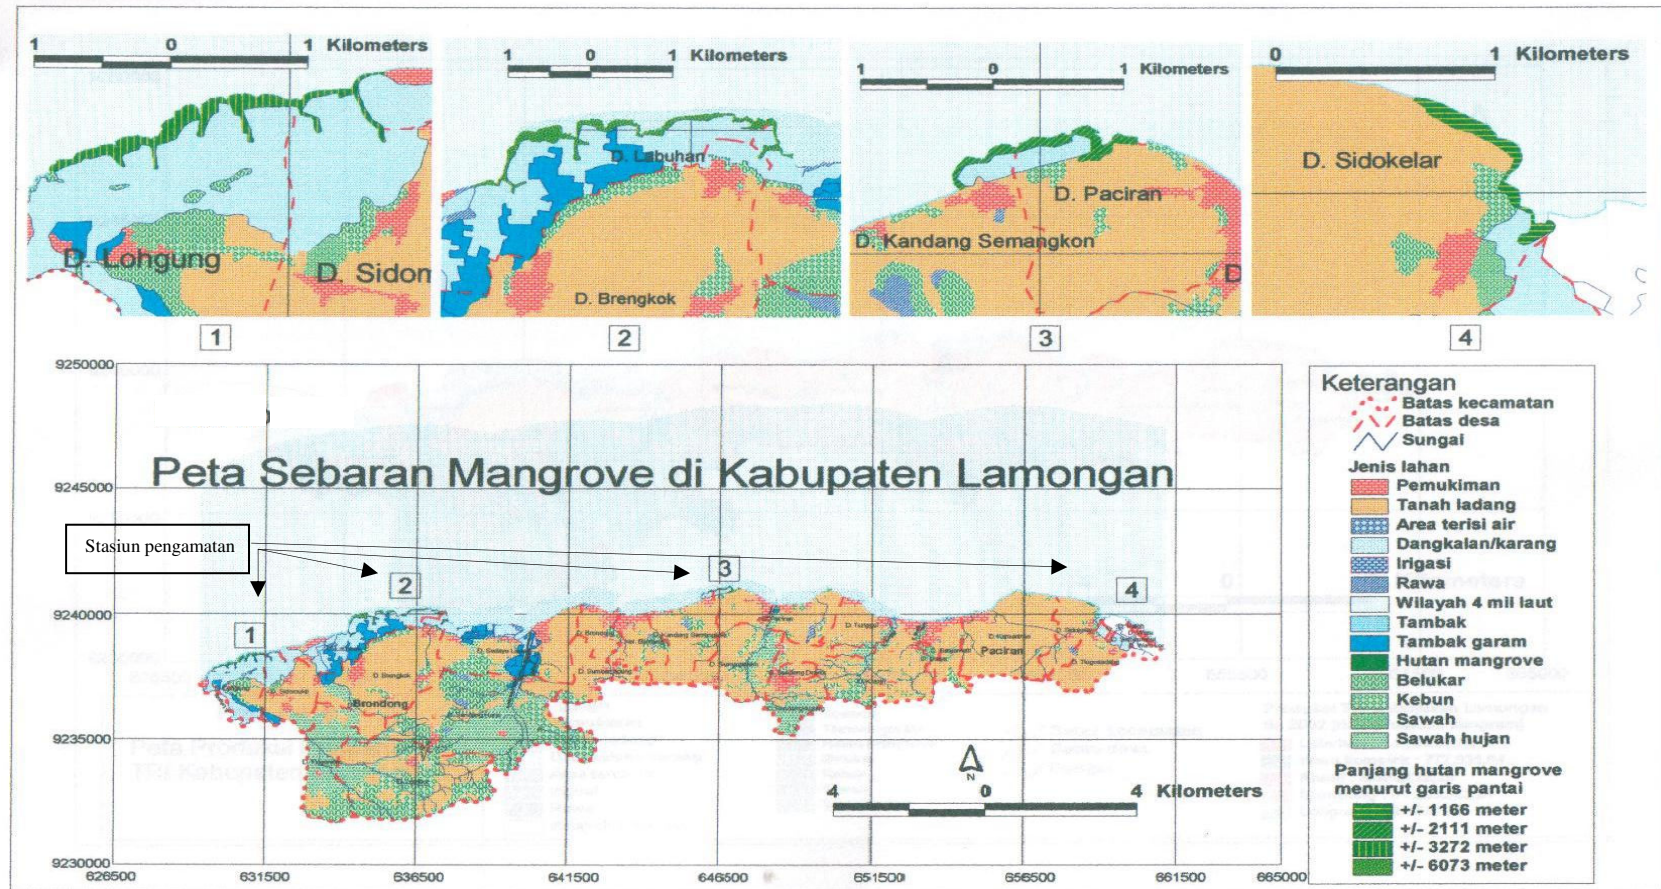 1 0 1 Kilometers
D. Lohgung
D. Sidom
1
1 0 1 Kilometers
D. Labuhan
D. Brengkok
2
1 0 1 Kilometers
D. Paciran
D. Kandang Semangkon
D
3
0 1 Kilometers
D. Sidokelar
4
Peta Sebaran Mangrove di Kabupaten Lamongan
Stasiun pengamatan
1
2
3
4
9250000
9245000
9240000
9235000
9230000
626500 631500 636500 641500 646500 651500 656500 661500 665000
D. Brengkok
Brondong
Paciran
N
4 0 4 Kilometers
Keterangan
Batas kecamatan
Batas desa
Sungai
Jenis lahan
Pemukiman
Tanah ladang
Area terisi air
Dangkalan/karang
Irigasi
Rawa
Wilayah 4 mil laut
Tambak
Tambak garam
Hutan mangrove
Belukar
Kebun
Sawah
Sawah hujan
Panjang hutan mangrove
menurut garis pantai
+/- 1166 meter
+/- 2111 meter
+/- 3272 meter
+/- 6073 meter